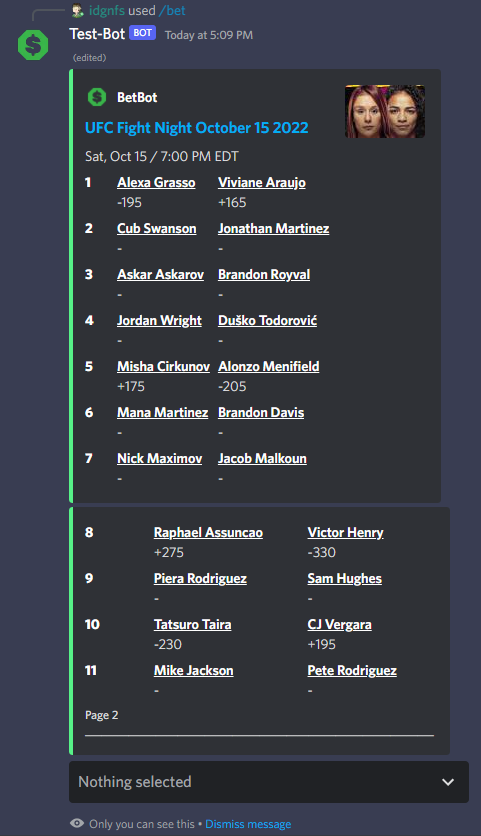 idgnfs used /bet
Test-Bot BOT Today at 5:09 PM
(edited)
BetBot
UFC Fight Night October 15 2022
Sat, Oct 15 / 7:00 PM EDT
1 Alexa Grasso Viviane Araujo
-195 +165
2 Cub Swanson Jonathan Martinez
- -
3 Askar Askarov Brandon Royval
- -
4 Jordan Wright Duško Todorović
- -
5 Misha Cirkunov Alonzo Menifield
+175 -205
6 Mana Martinez Brandon Davis
- -
7 Nick Maximov Jacob Malkoun
- -
8 Raphael Assuncao Victor Henry
+275 -330
9 Piera Rodriguez Sam Hughes
- -
10 Tatsuro Taira CJ Vergara
-230 +195
11 Mike Jackson Pete Rodriguez
- -
Page 2
Nothing selected
Only you can see this • Dismiss message